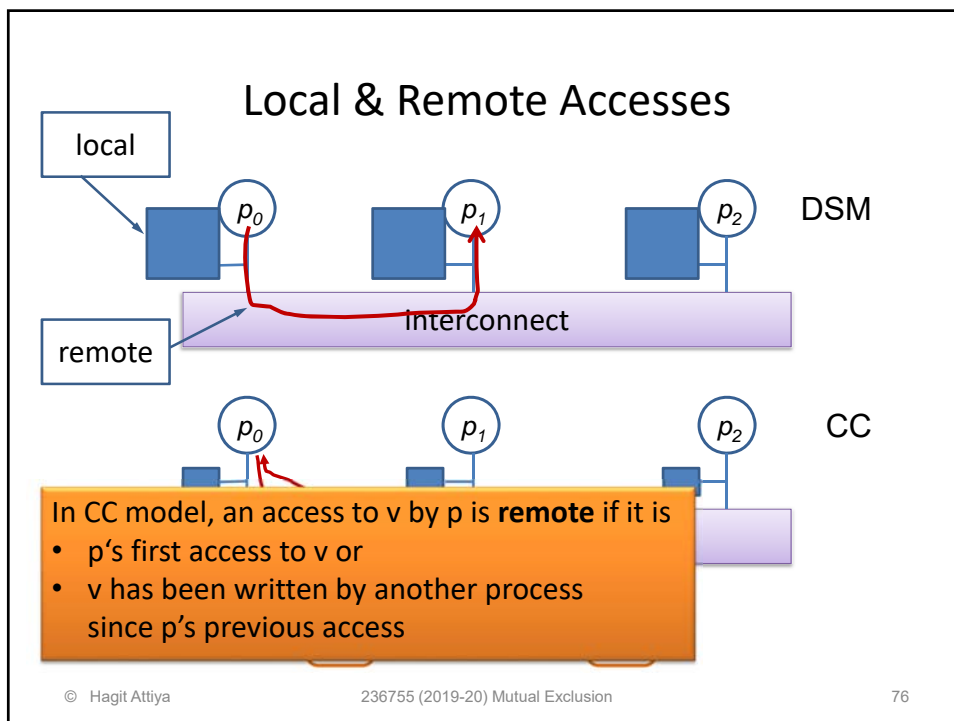 Local & Remote Accesses
local
p0
p1
p2
DSM
Interconnect
remote
p0
p1
p2
CC
In CC model, an access to v by p is remote if it is
• p‘s first access to v or
• v has been written by another process
since p’s previous access
© Hagit Attiya
236755 (2019-20) Mutual Exclusion
76